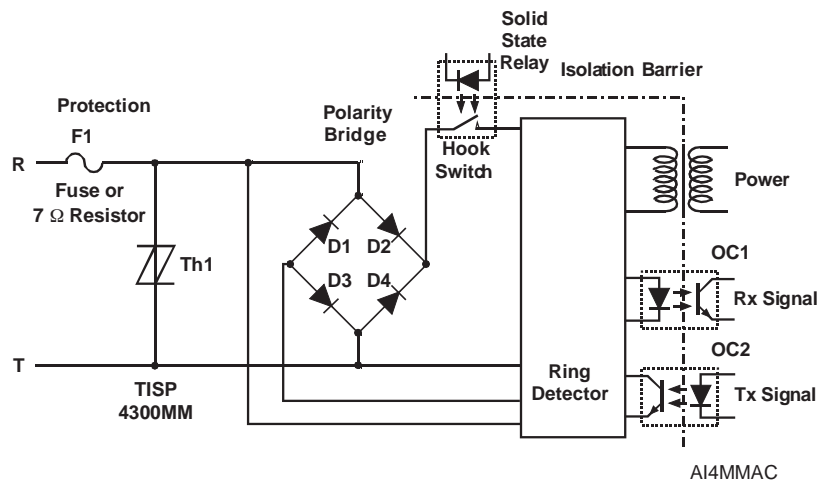 Solid
State
Relay
Isolation Barrier
Protection
F1
Polarity
Bridge
Hook
Switch
R
Fuse or
7 Ω Resistor
Power
D1
D2
Th1
D3
D4
OC1
Rx Signal
OC2
T
Ring
Detector
Tx Signal
TISP
4300MM
AI4MMAC